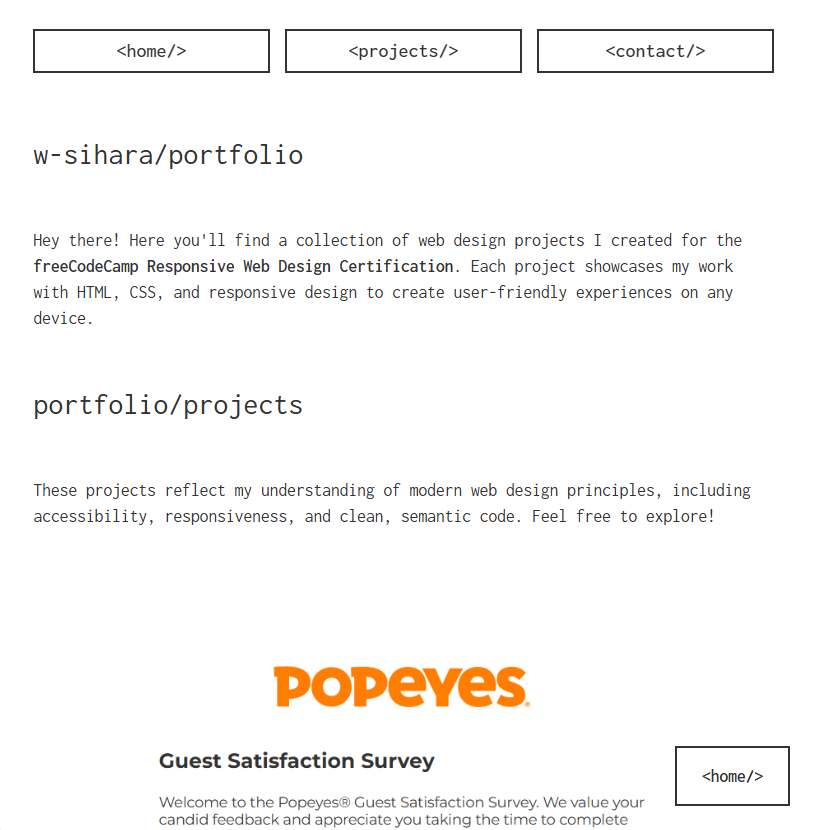 <home/>
<projects/>
<contact/>
w-sihara/portfolio
Hey there! Here you'll find a collection of web design projects I created for the
freeCodeCamp Responsive Web Design Certification. Each project showcases my work
with HTML, CSS, and responsive design to create user-friendly experiences on any
device.
portfolio/projects
These projects reflect my understanding of modern web design principles, including
accessibility, responsiveness, and clean, semantic code. Feel free to explore!
POPEYES.
Guest Satisfaction Survey
<home/>
Welcome to the Popeyes® Guest Satisfaction Survey. We value your
candid feedback and appreciate you taking the time to complete